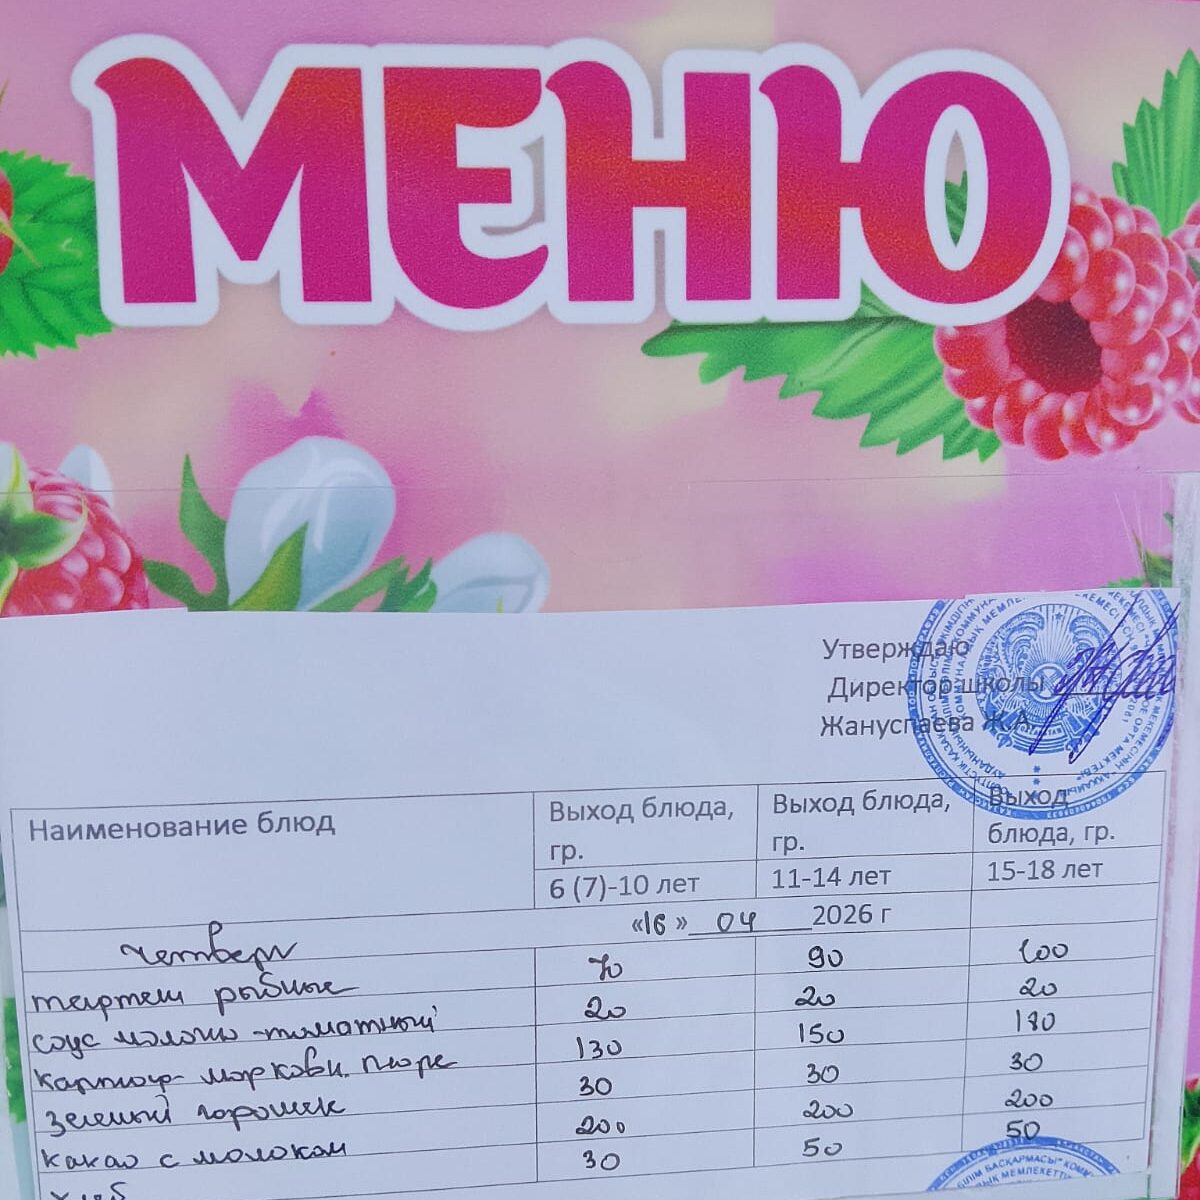 МЕНЮ
Утверждаю
Директор школы
Жануспаева Ж.А.
Наименование блюд
Выход блюда, гр.
Выход блюда, гр.
Выход блюда, гр.
6 (7)-10 лет
11-14 лет
15-18 лет
«16» 04 2026 г
Четверг
тефтели рыбные 70 90 100
соус молочно-томатный 20 20 20
картоф- морковн. пюре 130 150 180
зеленый горошек 30 30 30
какао с молоком 200 200 200
хлеб 30 50 50